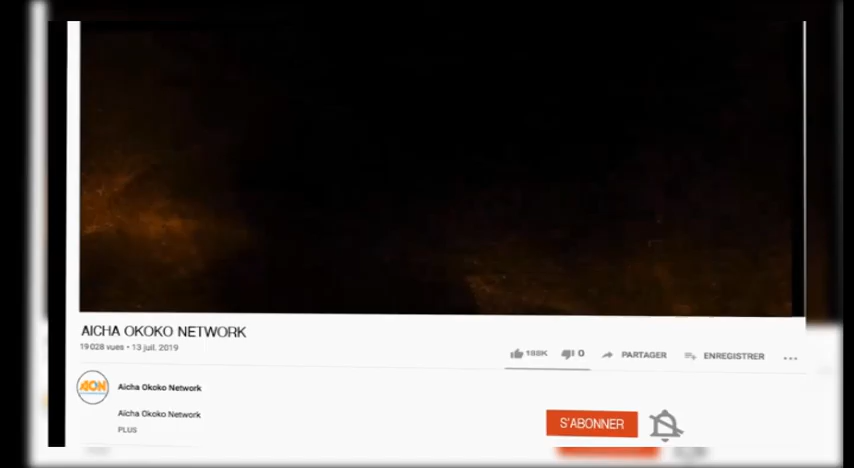 AICHA OKOKO NETWORK
19 028 vues • 13 juil. 2019
188K 0 PARTAGER ENREGISTRER
AON
Aicha Okoko Network
Aicha Okoko Network
PLUS
S'ABONNER